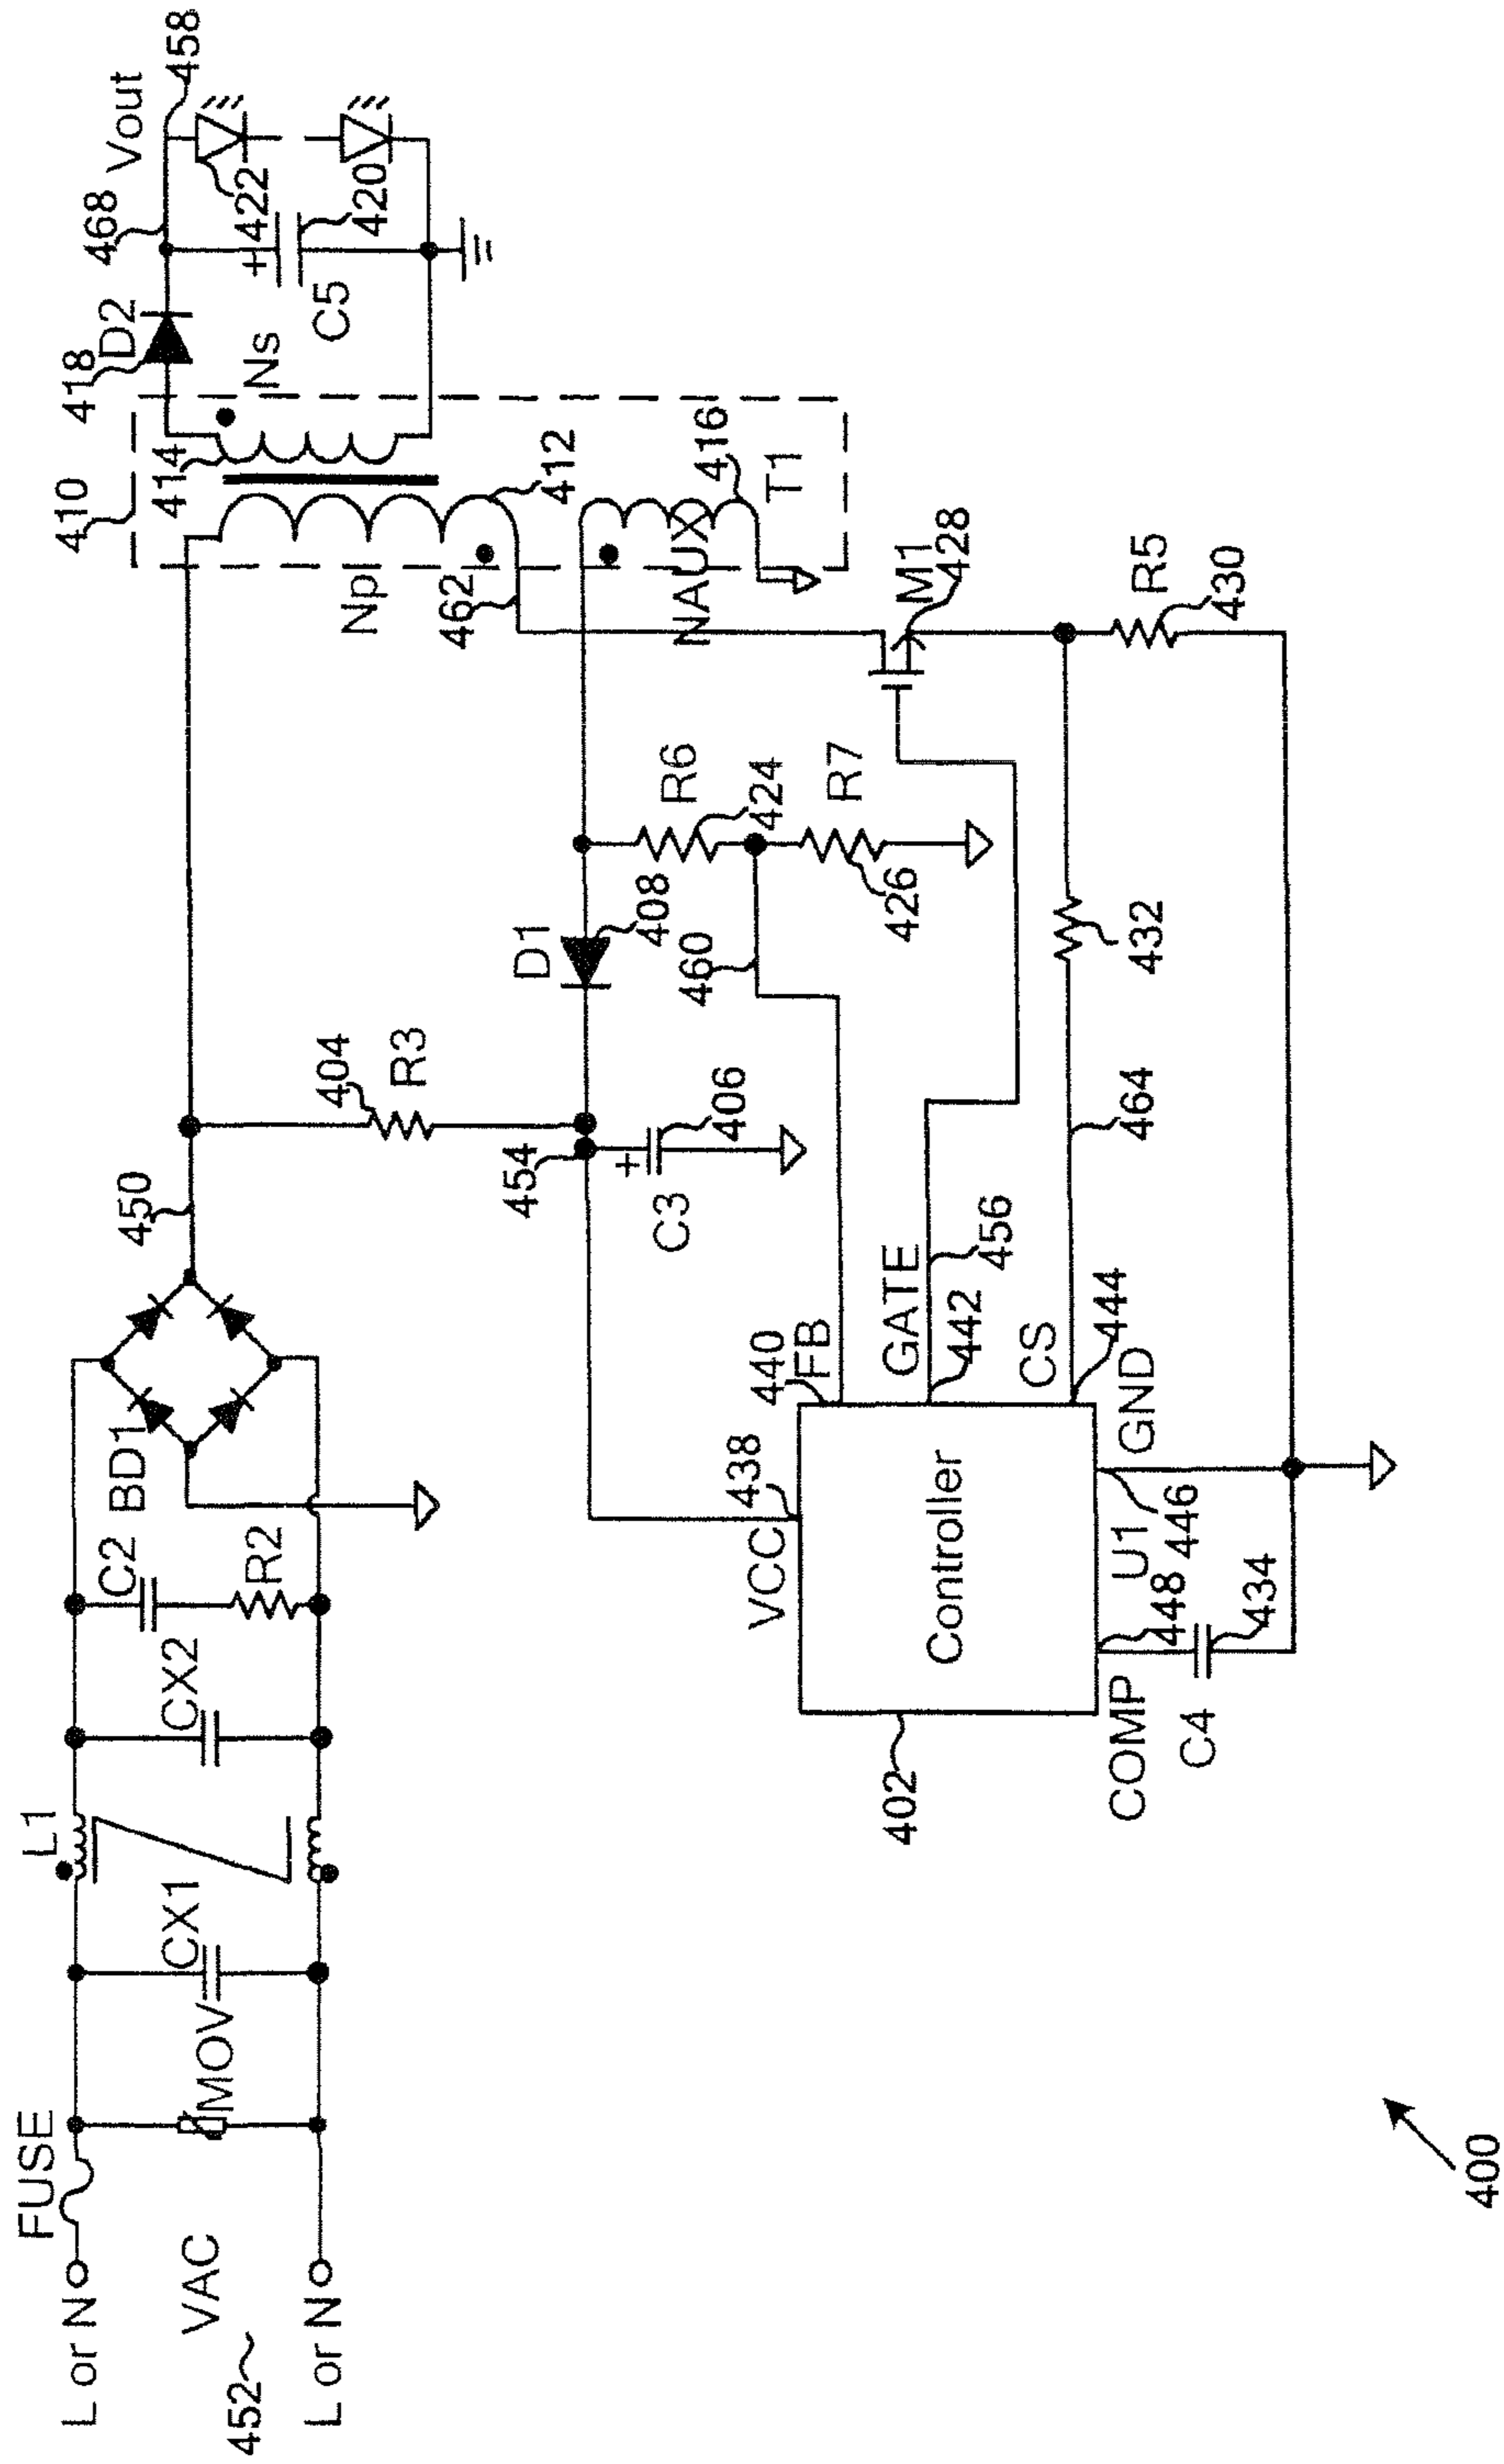 L or N
FUSE
VAC
452
L or N
MOV
CX1
L1
CX2
C2
R2
BD1
450
404
R3
454
406
C3
D1
408
R6
424
R7
426
460
410
414
418
D2
Ns
468
Vout
458
422
420
+
C5
Np
412
462
NAUX
416
T1
M1
428
R5
430
432
464
456
+
VCC
438
440
FB
GATE
442
CS
444
GND
446
U1
448
COMP
C4
434
Controller
402
400